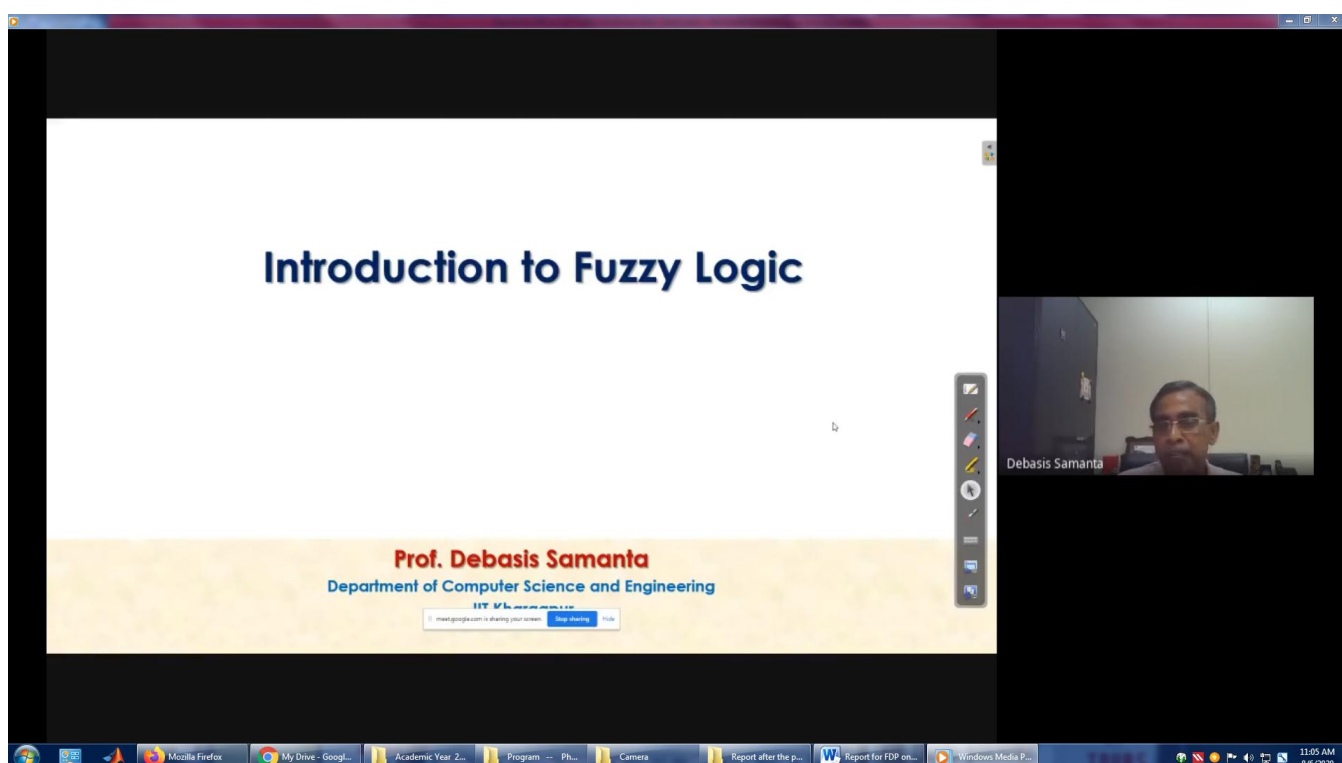 Introduction to Fuzzy Logic
Prof. Debasis Samanta
Department of Computer Science and Engineering
IIT Kharagpur
meet.google.com is sharing your screen. Stop sharing Hide
Debasis Samanta
Mozilla Firefox My Drive - Googl... Academic Year 2... Program -- Ph... Camera Report after the p... Report for FDP on... Windows Media P... 11:05 AM